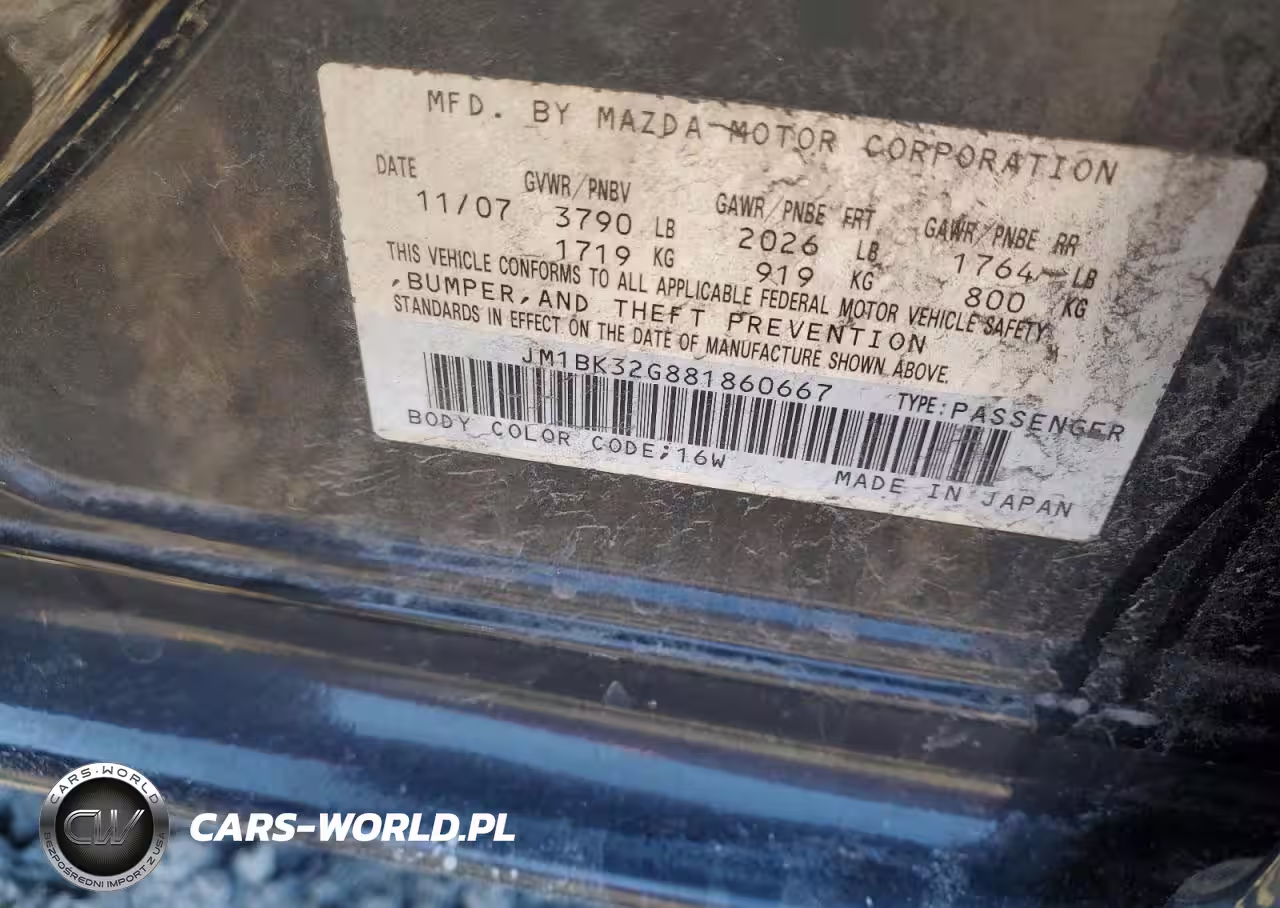 MFD. BY MAZDA MOTOR CORPORATION
DATE GVWR/PNBV GAWR/PNBE FRT GAWR/PNBE RR
11/07 3790 LB 2026 LB 1764 LB
1719 KG 919 KG 800 KG
THIS VEHICLE CONFORMS TO ALL APPLICABLE FEDERAL MOTOR VEHICLE SAFETY
,BUMPER,AND THEFT PREVENTION
STANDARDS IN EFFECT ON THE DATE OF MANUFACTURE SHOWN ABOVE.
JM1BK32G881860667 TYPE:PASSENGER
BODY COLOR CODE;16W
MADE IN JAPAN
CARS-WORLD
CW
BEZPOŚREDNI IMPORT Z USA
CARS-WORLD.PL